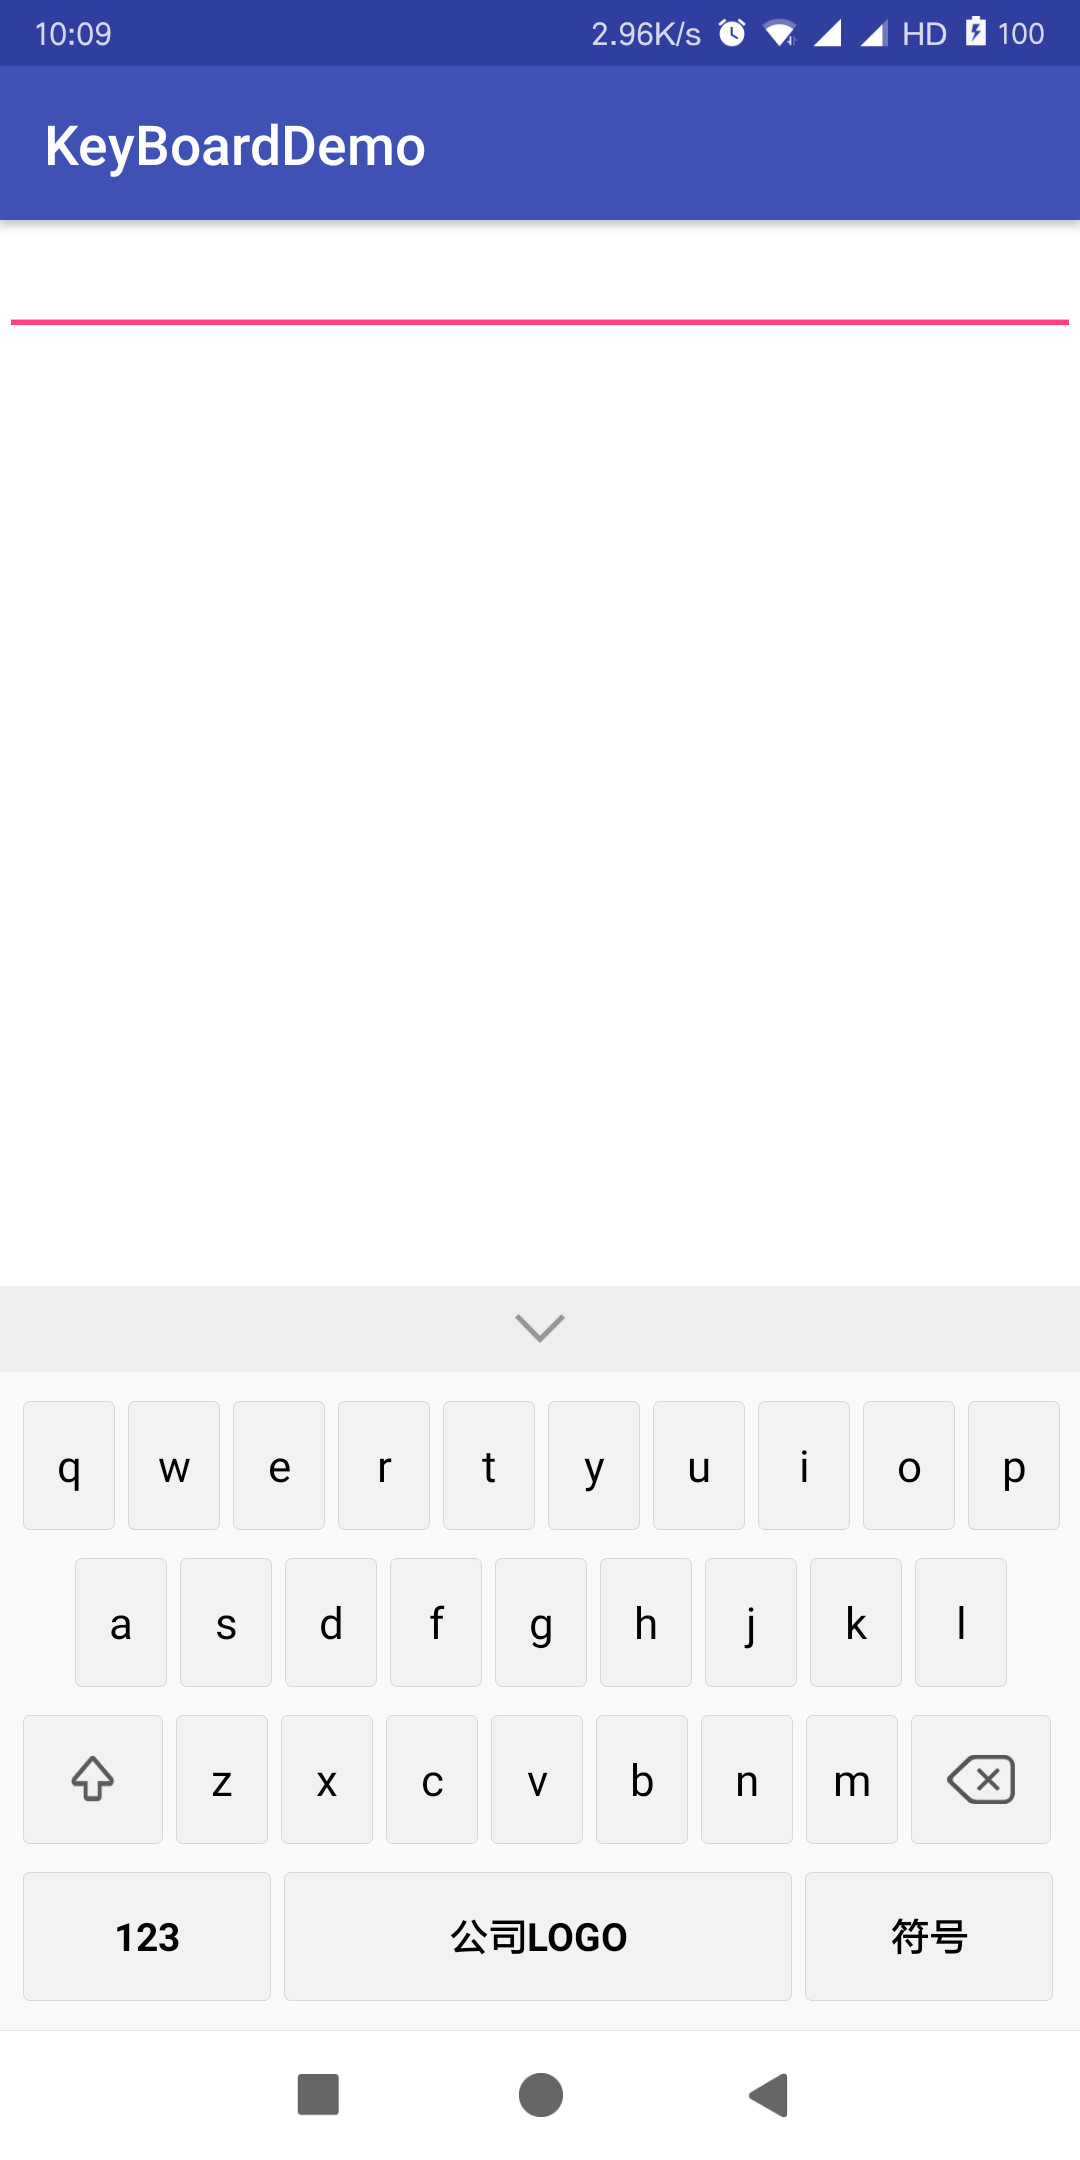 10:09 2.96K/s HD 100
KeyBoardDemo
q w e r t y u i o p
a s d f g h j k l
z x c v b n m
123 公司LOGO 符号